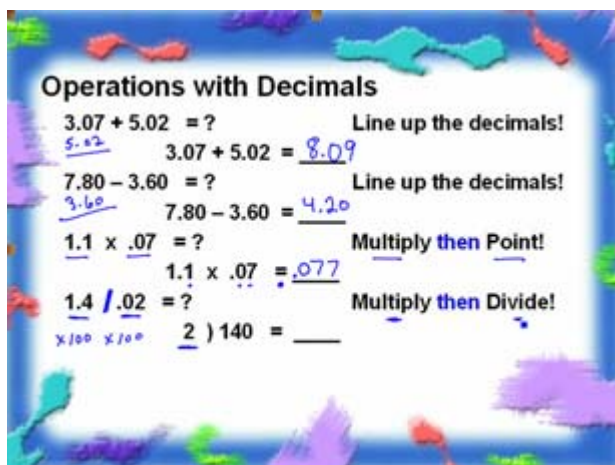 Operations with Decimals
3.07 + 5.02 = ? Line up the decimals!
5.02
3.07 + 5.02 = 8.09
7.80 – 3.60 = ? Line up the decimals!
3.60
7.80 – 3.60 = 4.20
1.1 x .07 = ? Multiply then Point!
1.1 x .07 = .077
1.4 / .02 = ? Multiply then Divide!
x100 x100 2 ) 140 = ____